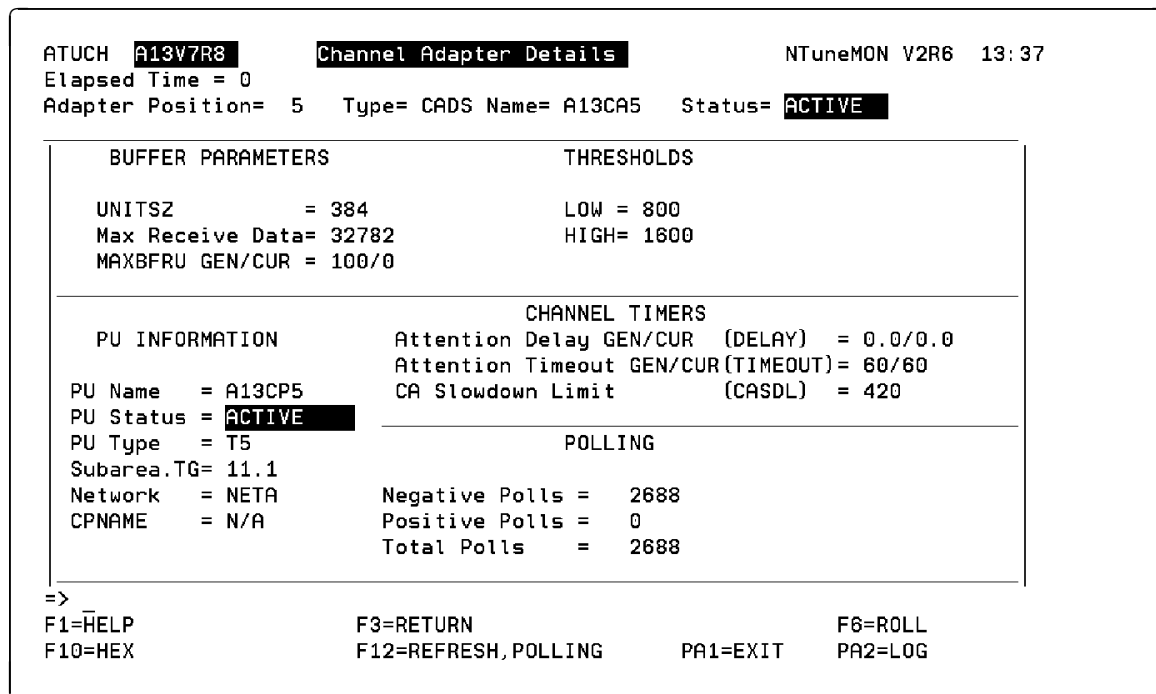 ATUCH A13V7R8 Channel Adapter Details NTuneMON V2R6 13:37
Elapsed Time = 0
Adapter Position= 5 Type= CADS Name= A13CA5 Status= ACTIVE
BUFFER PARAMETERS THRESHOLDS
UNITSZ = 384 LOW = 800
Max Receive Data= 32782 HIGH= 1600
MAXBFRU GEN/CUR = 100/0
CHANNEL TIMERS
PU INFORMATION Attention Delay GEN/CUR (DELAY) = 0.0/0.0
Attention Timeout GEN/CUR(TIMEOUT)= 60/60
PU Name = A13CP5 CA Slowdown Limit (CASDL) = 420
PU Status = ACTIVE
PU Type = T5 POLLING
Subarea.TG= 11.1
Network = NETA Negative Polls = 2688
CPNAME = N/A Positive Polls = 0
Total Polls = 2688
=> _
F1=HELP F3=RETURN F6=ROLL
F10=HEX F12=REFRESH,POLLING PA1=EXIT PA2=LOG